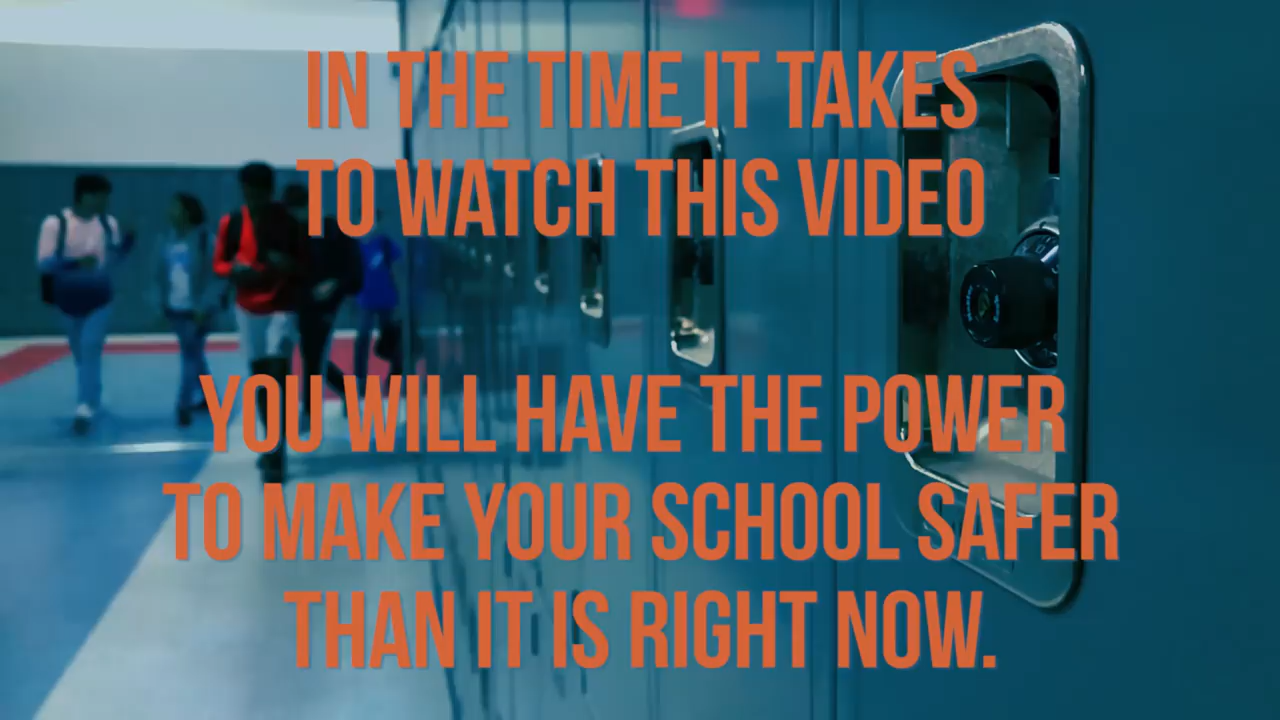 IN THE TIME IT TAKES
TO WATCH THIS VIDEO
YOU WILL HAVE THE POWER
TO MAKE YOUR SCHOOL SAFER
THAN IT IS RIGHT NOW.